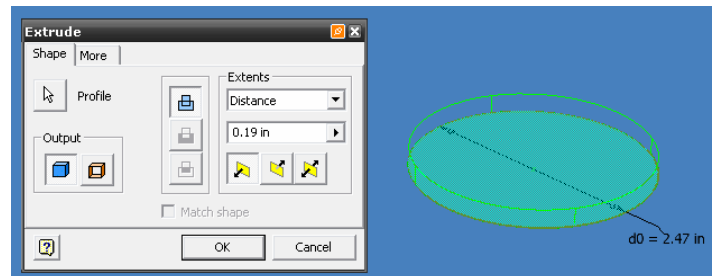 Extrude
Shape More
Profile
Extents
Distance
0.19 in
Output
Match shape
OK Cancel
d0 = 2.47 in